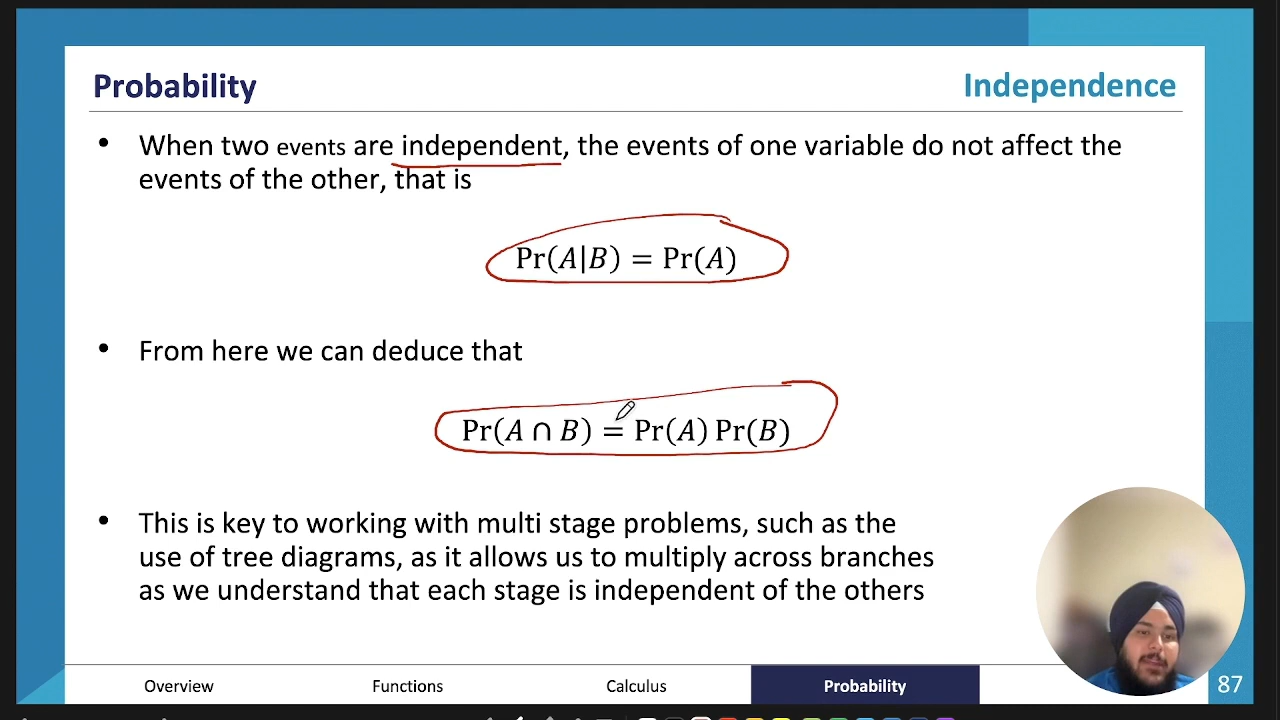 Probability
Independence
• When two events are independent, the events of one variable do not affect the
events of the other, that is
Pr(A|B) = Pr(A)
• From here we can deduce that
Pr(A ∩ B) = Pr(A) Pr(B)
• This is key to working with multi stage problems, such as the
use of tree diagrams, as it allows us to multiply across branches
as we understand that each stage is independent of the others
Overview
Functions
Calculus
Probability
87